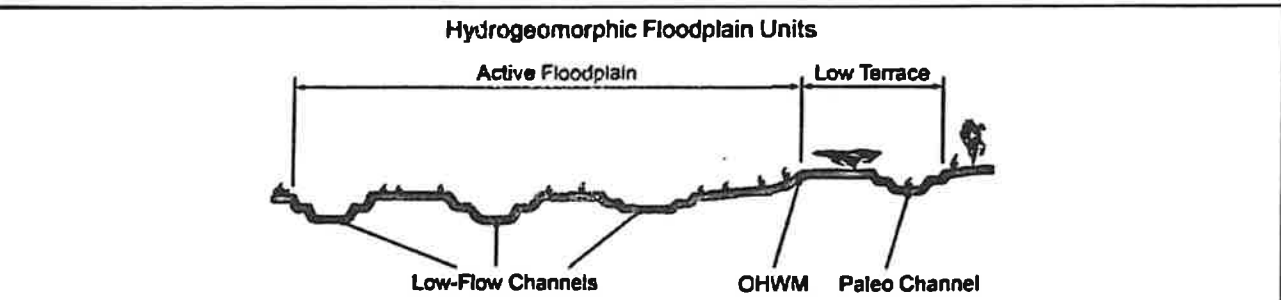 Hydrogeomorphic Floodplain Units
Active Floodplain
Low Terrace
Low-Flow Channels
OHWM
Paleo Channel